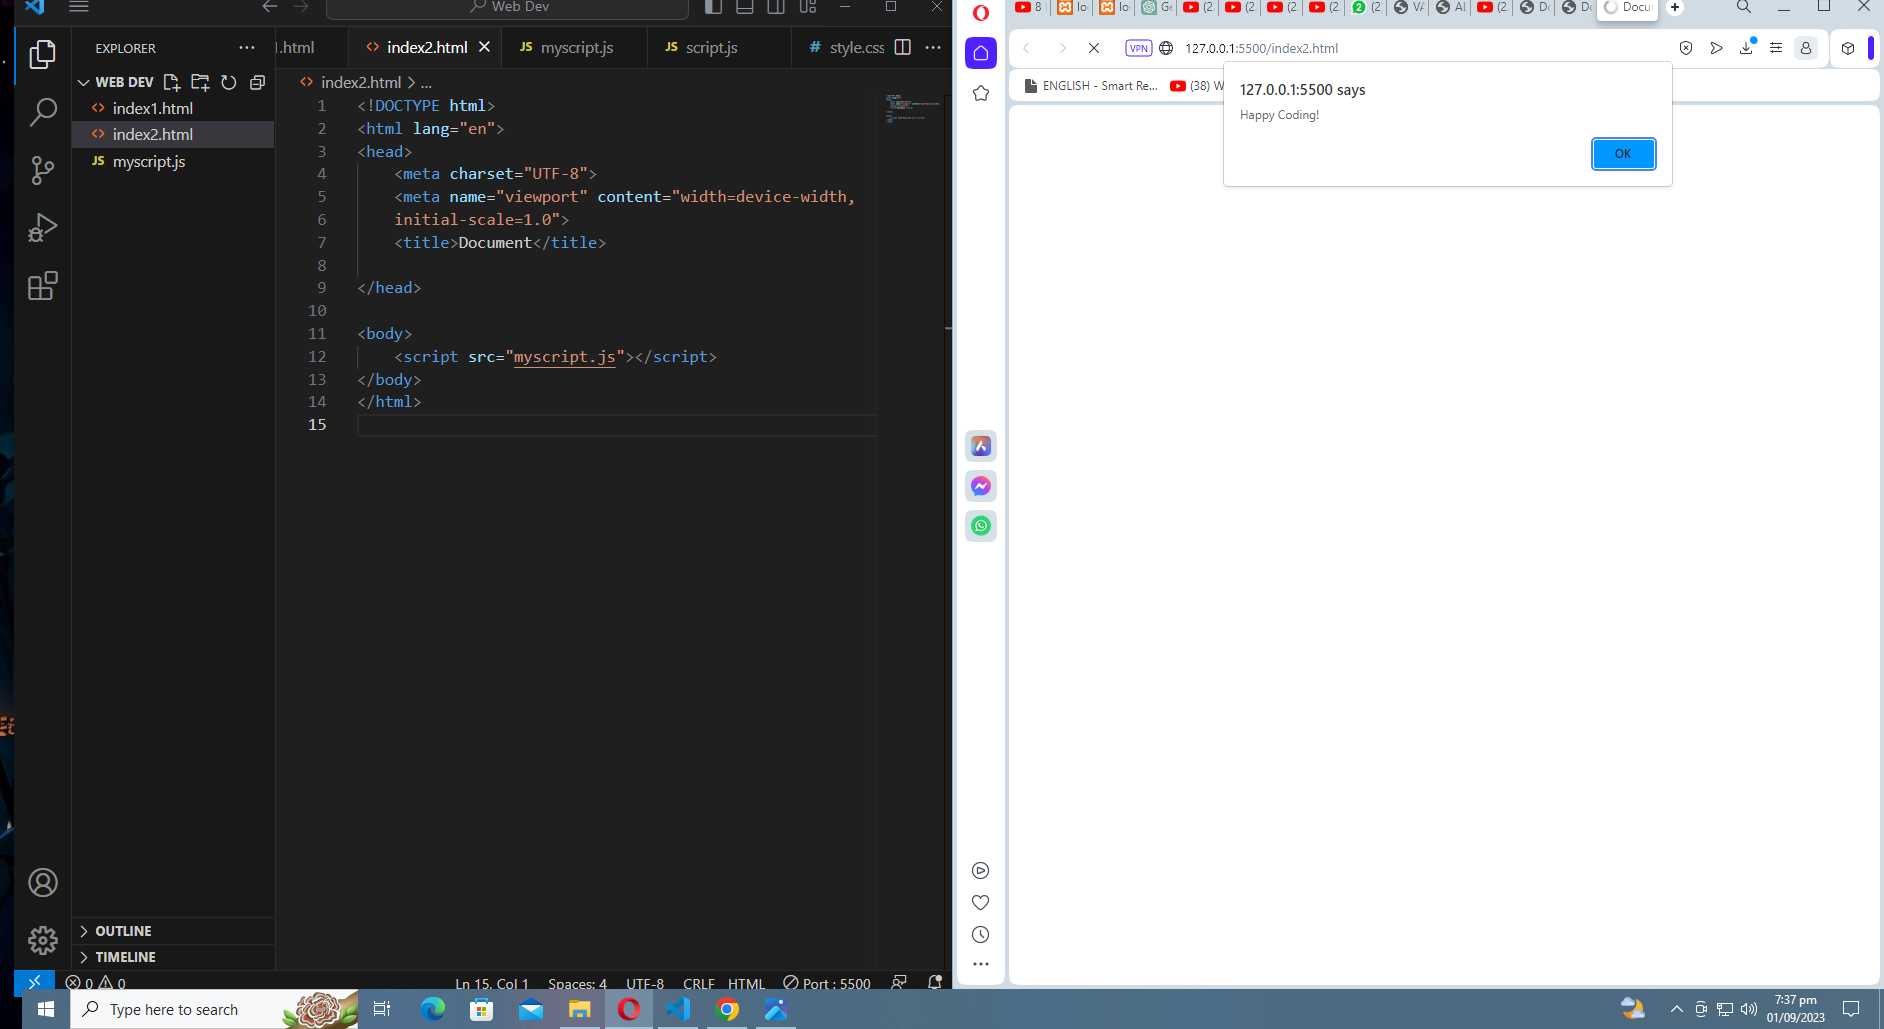 Web Dev
EXPLORER
WEB DEV
index1.html
index2.html
JS myscript.js
OUTLINE
TIMELINE
.html
index2.html
JS myscript.js
JS script.js
# style.css
index2.html > ...
1 <!DOCTYPE html>
2 <html lang="en">
3 <head>
4 <meta charset="UTF-8">
5 <meta name="viewport" content="width=device-width,
6 initial-scale=1.0">
7 <title>Document</title>
8
9 </head>
10
11 <body>
12 <script src="myscript.js"></script>
13 </body>
14 </html>
15
0 0
Ln 15, Col 1 Spaces: 4 UTF-8 CRLF HTML Port : 5500
VPN 127.0.0.1:5500/index2.html
ENGLISH - Smart Re...
(38) W
127.0.0.1:5500 says
Happy Coding!
OK
Type here to search
7:37 pm
01/09/2023